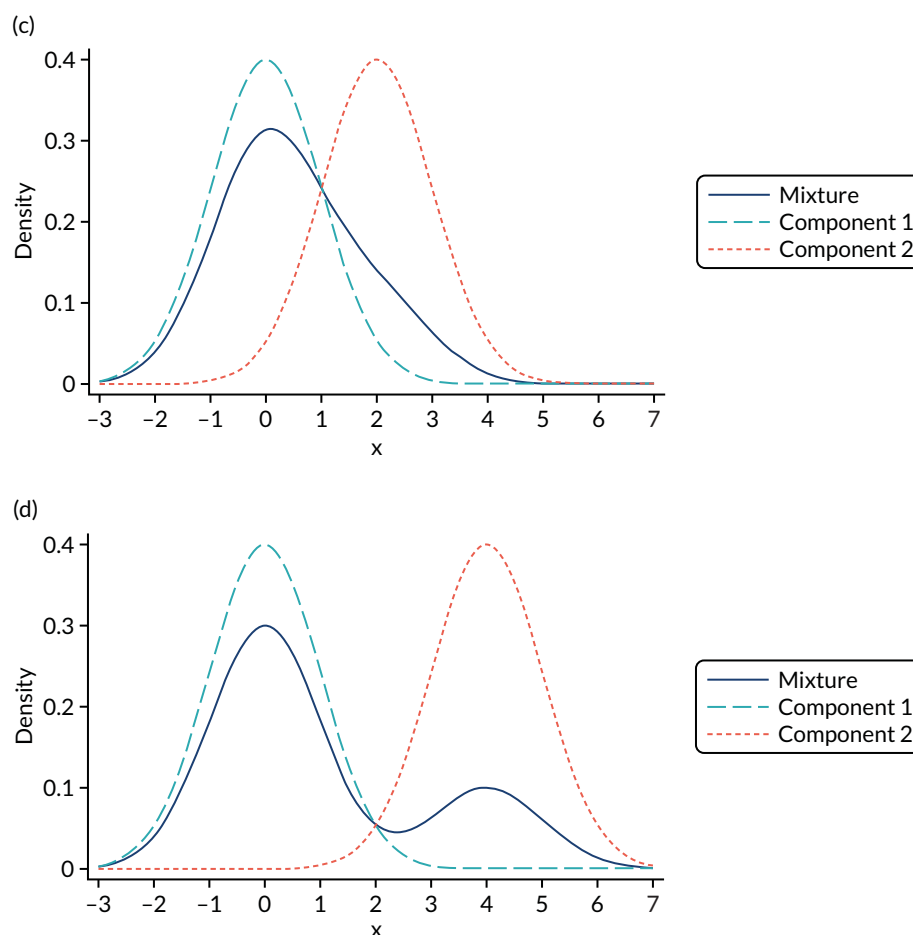 (c)
0.4
0.3
0.2
0.1
0
Density
–3 –2 –1 0 1 2 3 4 5 6 7
x
Mixture
Component 1
Component 2
(d)
0.4
0.3
0.2
0.1
0
Density
–3 –2 –1 0 1 2 3 4 5 6 7
x
Mixture
Component 1
Component 2